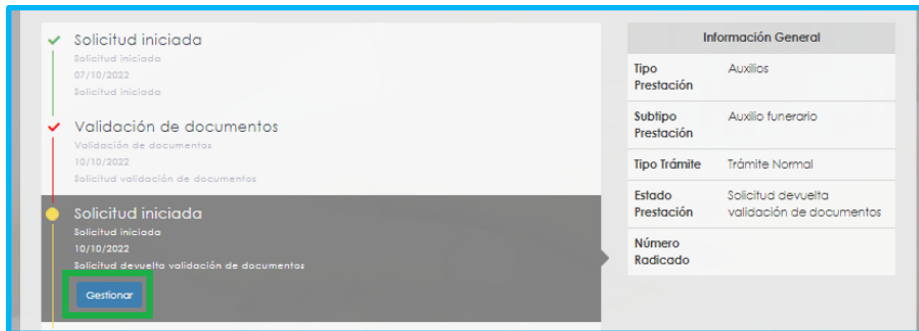 Solicitud iniciada
Solicitud iniciada
07/10/2022
Solicitud iniciada
Validación de documentos
Validación de documentos
10/10/2022
Solicitud validación de documentos
Solicitud iniciada
Solicitud iniciada
10/10/2022
Solicitud devuelta validación de documentos
Gestionar
Información General
Tipo Auxilios
Prestación
Subtipo Auxilio funerario
Prestación
Tipo Trámite Trámite Normal
Estado Solicitud devuelta
Prestación validación de documentos
Número
Radicado